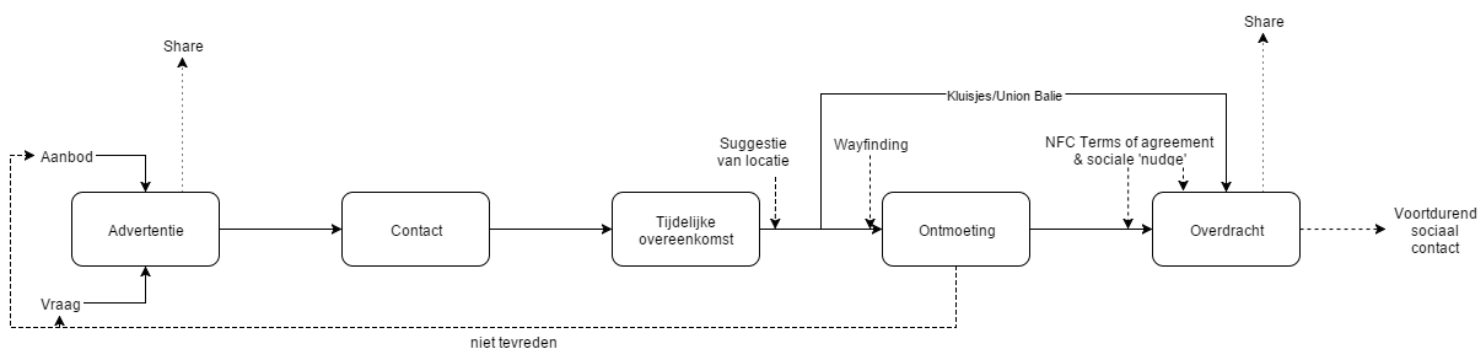 Share
Share
Kluisjes/Union Balie
Suggestie
van locatie
Wayfinding
NFC Terms of agreement
& sociale 'nudge'
Aanbod
Advertentie
Contact
Tijdelijke
overeenkomst
Ontmoeting
Overdracht
Voortdurend
sociaal
contact
Vraag
niet tevreden